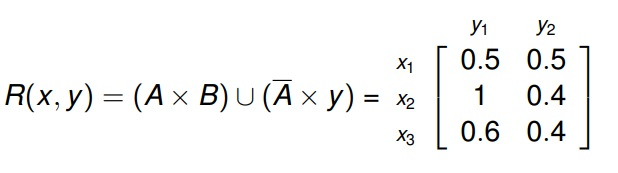 y₁ y₂
x₁ 0.5 0.5
R(x, y) = (A × B) ∪ (A̅ × y) = x₂ 1 0.4
x₃ 0.6 0.4